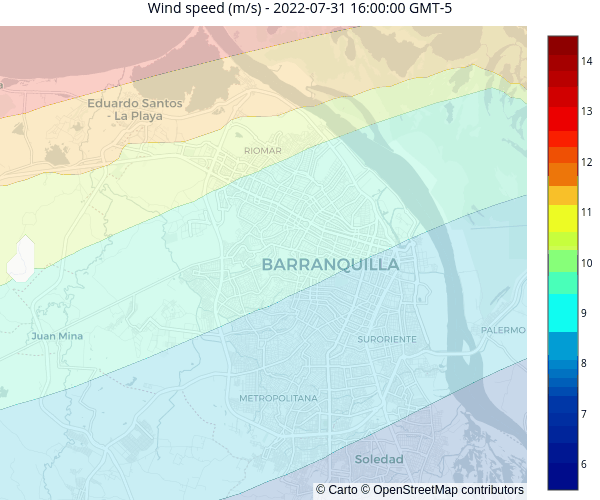 Wind speed (m/s) - 2022-07-31 16:00:00 GMT-5
Eduardo Santos
- La Playa
RIOMAR
BARRANQUILLA
Juan Mina
SURORIENTE
PALERMO
METROPOLITANA
Soledad
© Carto © OpenStreetMap contributors
14
13
12
11
10
9
8
7
6